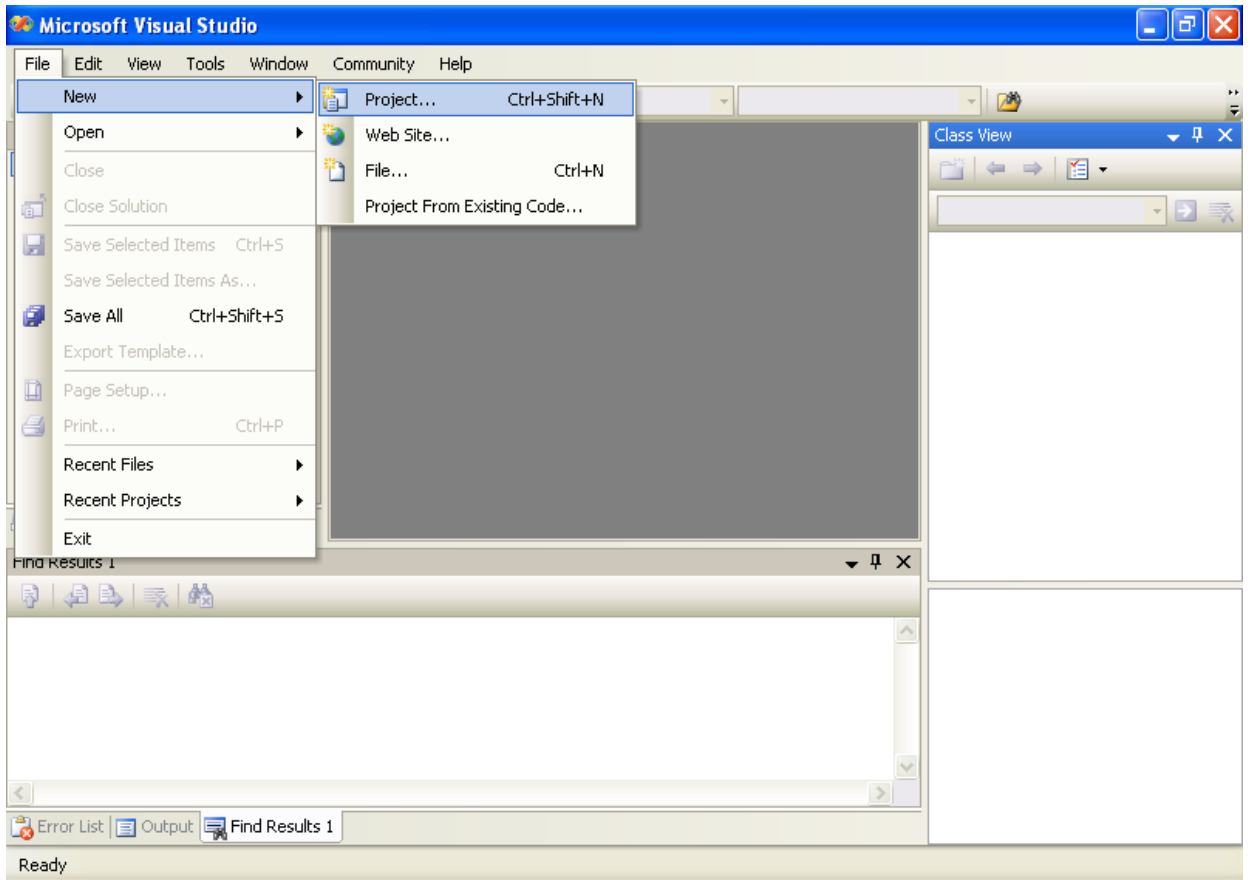 Microsoft Visual Studio
File Edit View Tools Window Community Help
New
Project... Ctrl+Shift+N
Open
Web Site...
Class View
Close
File... Ctrl+N
Close Solution
Project From Existing Code...
Save Selected Items Ctrl+S
Save Selected Items As...
Save All Ctrl+Shift+S
Export Template...
Page Setup...
Print... Ctrl+P
Recent Files
Recent Projects
Exit
Find Results 1
Error List Output Find Results 1
Ready